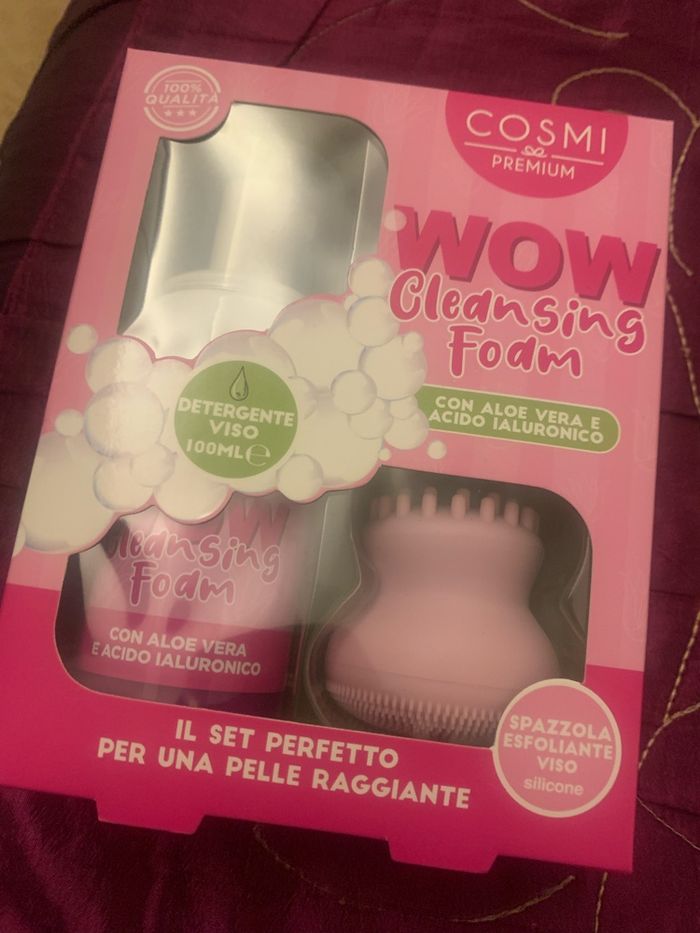 100%
QUALITÀ
COSMI
PREMIUM
WOW
Cleansing
Foam
CON ALOE VERA E
ACIDO IALURONICO
DETERGENTE
VISO
100ML℮
WOW
Cleansing
Foam
CON ALOE VERA
E ACIDO IALURONICO
SPAZZOLA
ESFOLIANTE
VISO
silicone
IL SET PERFETTO
PER UNA PELLE RAGGIANTE